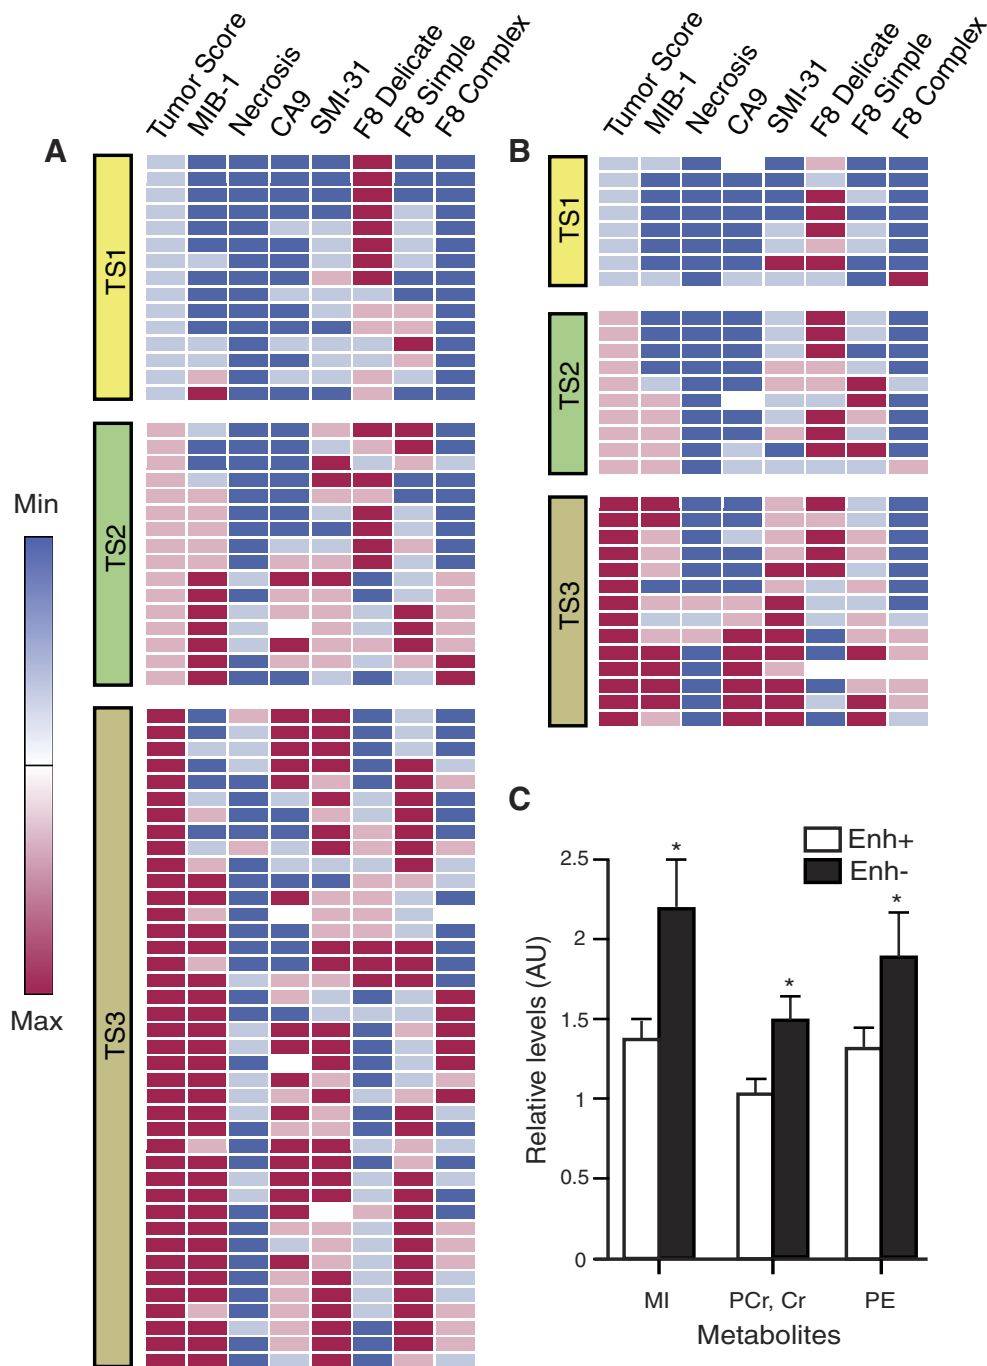 Tumor Score
MIB-1
Necrosis
CA9
SMI-31
F8 Delicate
F8 Simple
F8 Complex
A
TS1
TS2
TS3
Min
Max
Tumor Score
MIB-1
Necrosis
CA9
SMI-31
F8 Delicate
F8 Simple
F8 Complex
B
TS1
TS2
TS3
C
Enh+
Enh-
Relative levels (AU)
2.5
2
1.5
1
0.5
0
*
*
*
MI
PCr, Cr
PE
Metabolites